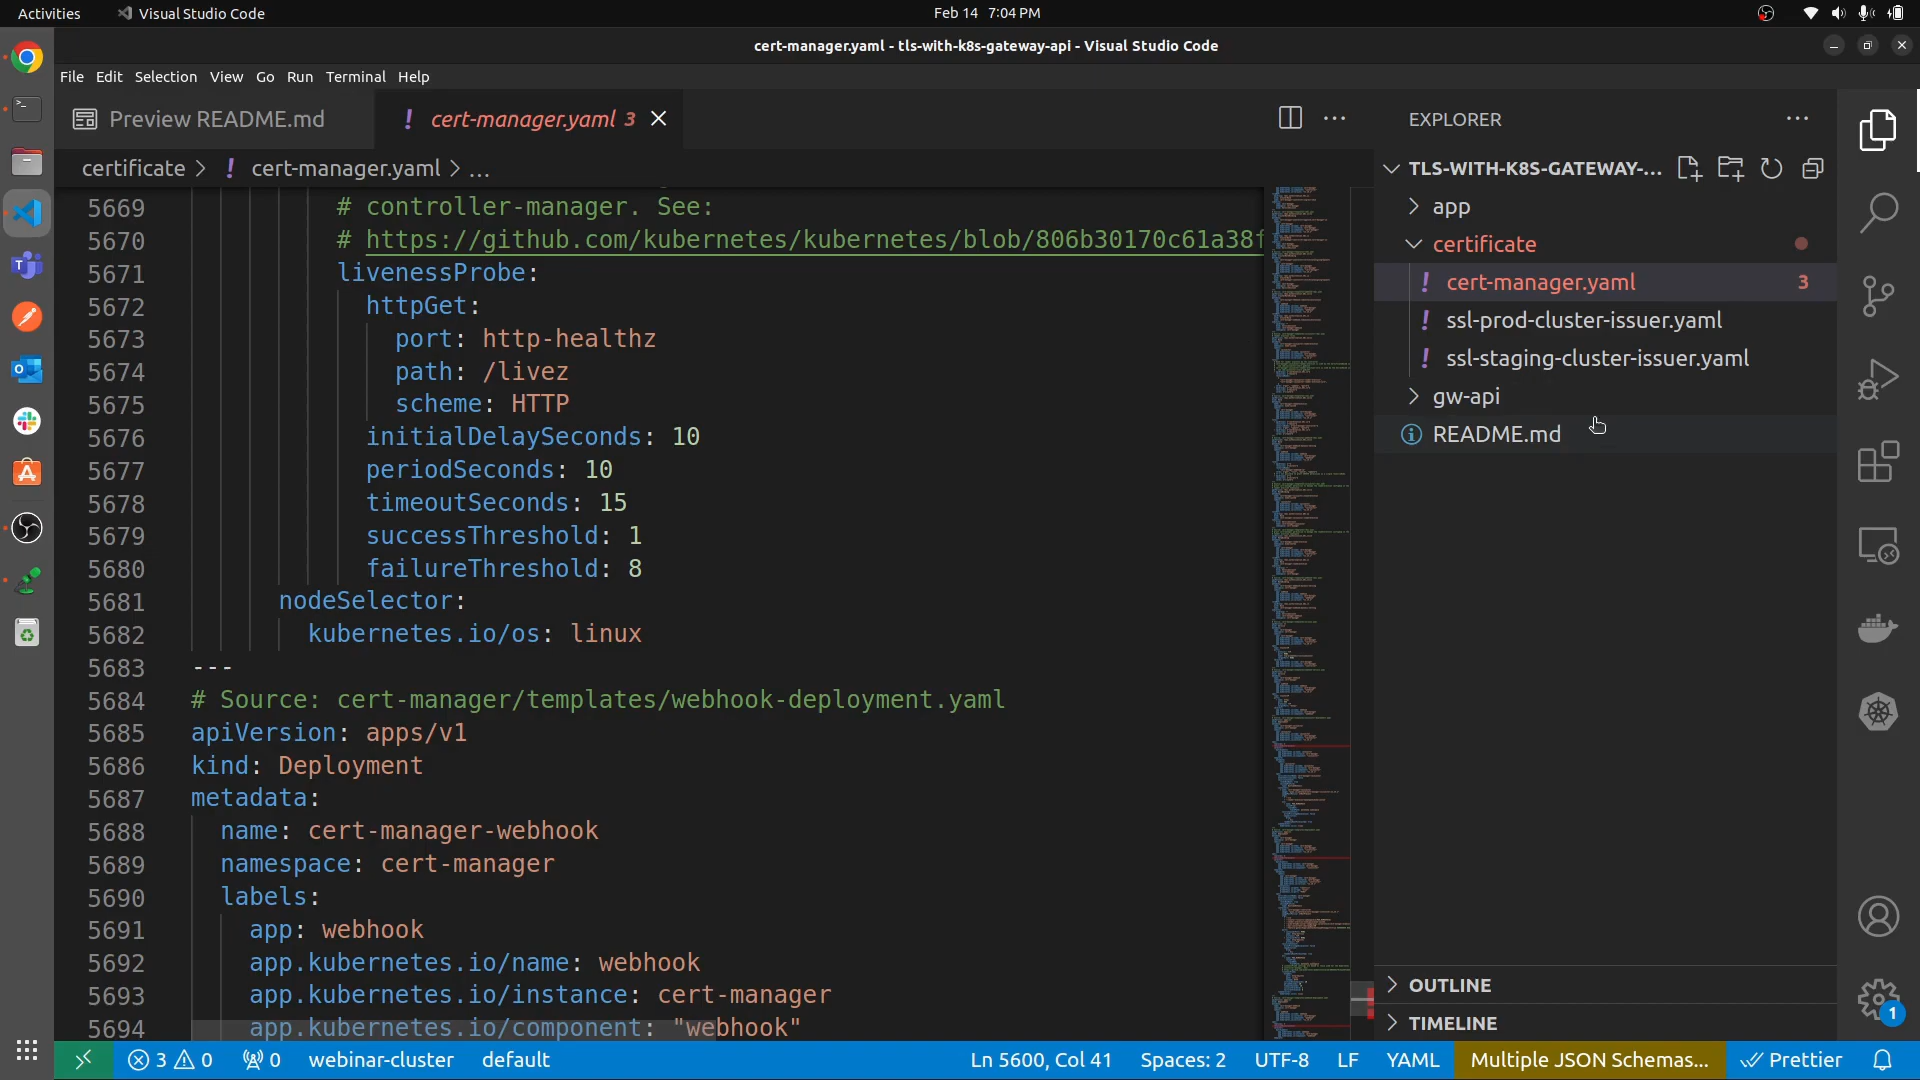 Activities
Visual Studio Code
Feb 14 7:04 PM
cert-manager.yaml - tls-with-k8s-gateway-api - Visual Studio Code
File Edit Selection View Go Run Terminal Help
Preview README.md
! cert-manager.yaml 3
certificate > ! cert-manager.yaml > ...
5669 # controller-manager. See:
5670 # https://github.com/kubernetes/kubernetes/blob/806b30170c61a38f
5671 livenessProbe:
5672 httpGet:
5673 port: http-healthz
5674 path: /livez
5675 scheme: HTTP
5676 initialDelaySeconds: 10
5677 periodSeconds: 10
5678 timeoutSeconds: 15
5679 successThreshold: 1
5680 failureThreshold: 8
5681 nodeSelector:
5682 kubernetes.io/os: linux
5683 ---
5684 # Source: cert-manager/templates/webhook-deployment.yaml
5685 apiVersion: apps/v1
5686 kind: Deployment
5687 metadata:
5688 name: cert-manager-webhook
5689 namespace: cert-manager
5690 labels:
5691 app: webhook
5692 app.kubernetes.io/name: webhook
5693 app.kubernetes.io/instance: cert-manager
5694 app.kubernetes.io/component: "webhook"
EXPLORER
TLS-WITH-K8S-GATEWAY-...
app
certificate
! cert-manager.yaml 3
! ssl-prod-cluster-issuer.yaml
! ssl-staging-cluster-issuer.yaml
gw-api
README.md
OUTLINE
TIMELINE
1
3 0 0 webinar-cluster default
Ln 5600, Col 41 Spaces: 2 UTF-8 LF YAML Multiple JSON Schemas... Prettier